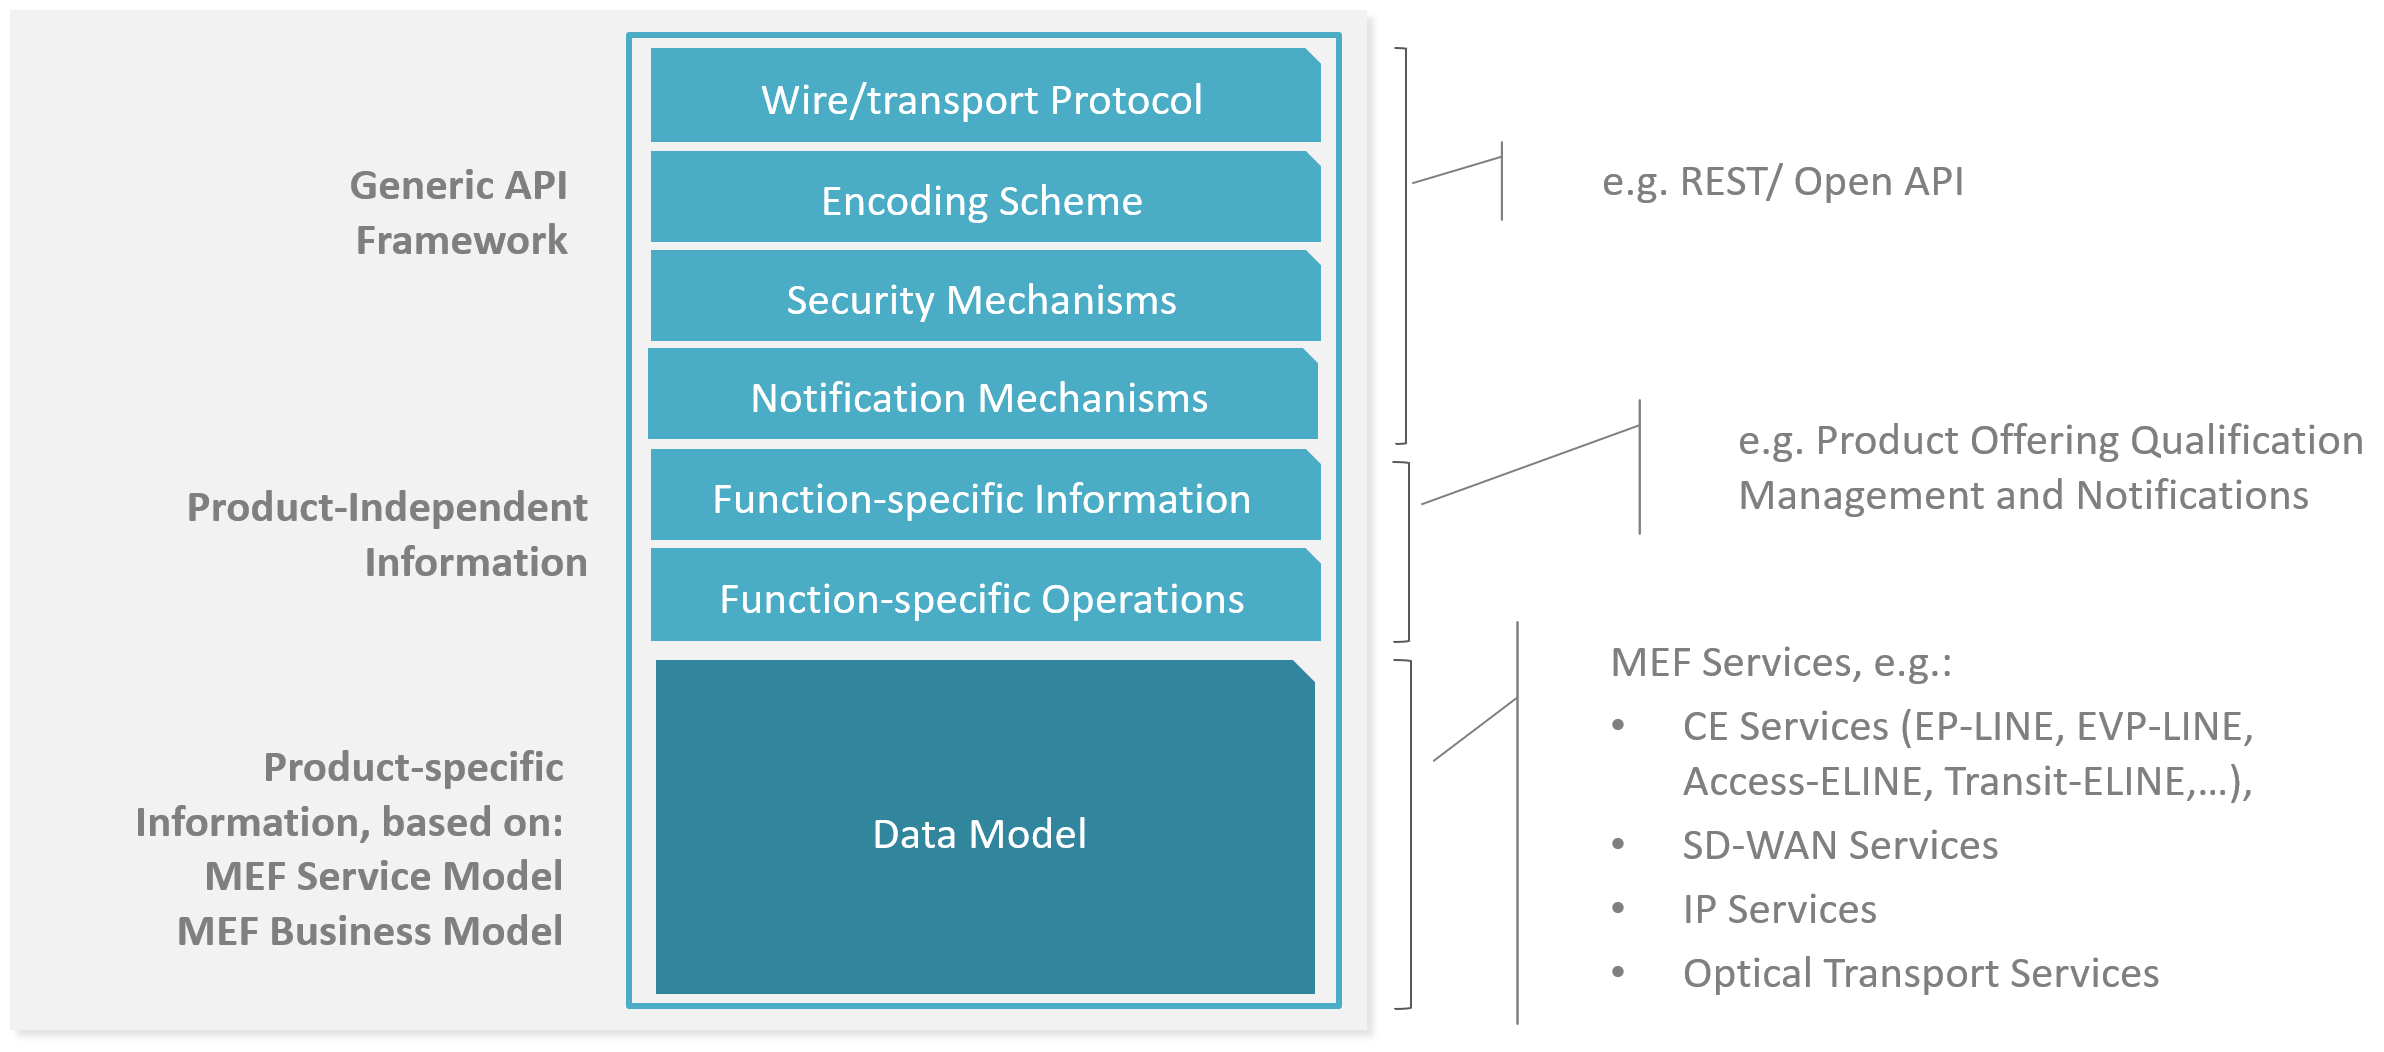 Generic API
Framework
Product-Independent
Information
Product-specific
Information, based on:
MEF Service Model
MEF Business Model
Wire/transport Protocol
Encoding Scheme
Security Mechanisms
Notification Mechanisms
Function-specific Information
Function-specific Operations
Data Model
e.g. REST/ Open API
e.g. Product Offering Qualification
Management and Notifications
MEF Services, e.g.:
• CE Services (EP-LINE, EVP-LINE,
Access-ELINE, Transit-ELINE,...),
• SD-WAN Services
• IP Services
• Optical Transport Services